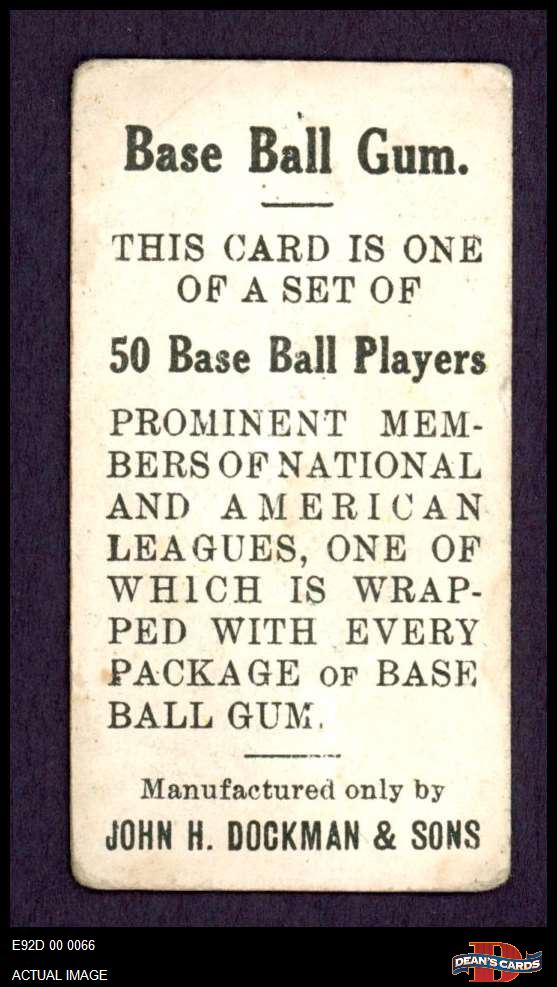 Base Ball Gum.
THIS CARD IS ONE
OF A SET OF
50 Base Ball Players
PROMINENT MEM-
BERS OF NATIONAL
AND AMERICAN
LEAGUES, ONE OF
WHICH IS WRAP-
PED WITH EVERY
PACKAGE OF BASE
BALL GUM.
Manufactured only by
JOHN H. DOCKMAN & SONS
E92D 00 0066
ACTUAL IMAGE
DEAN'S CARDS